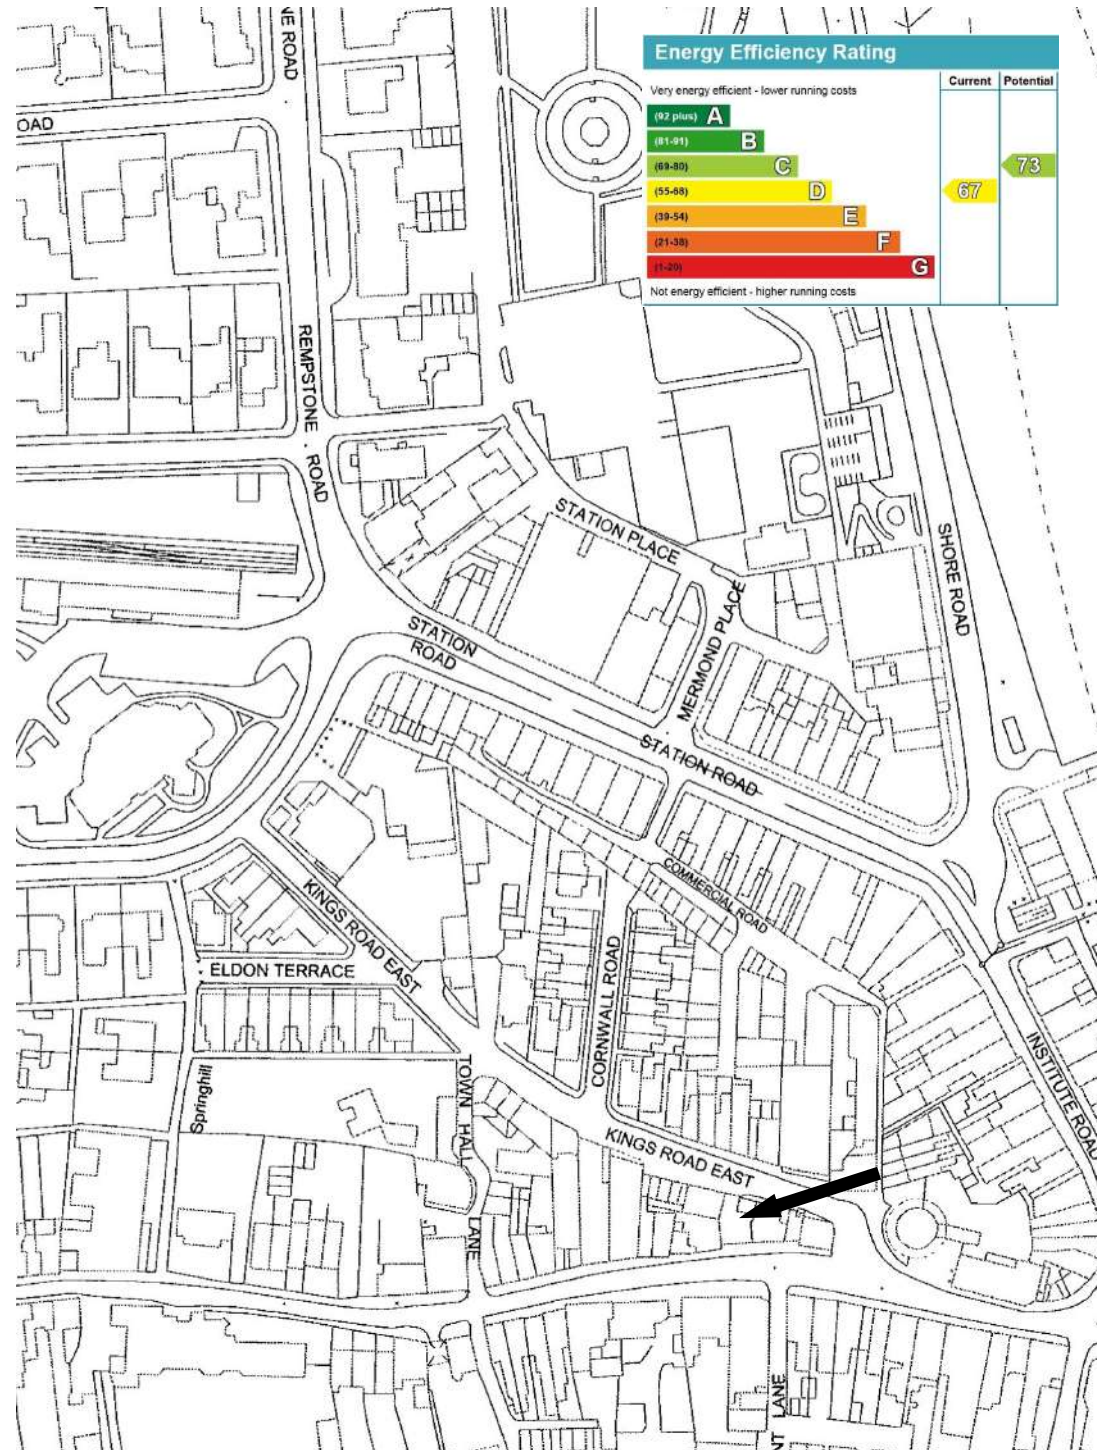 NE ROAD
OAD
Energy Efficiency Rating
Current
Potential
Very energy efficient - lower running costs
(92 plus) A
(81-91) B
(69-80) C
73
(55-68) D
67
(39-54) E
(21-38) F
(1-20) G
Not energy efficient - higher running costs
REMPSTONE ROAD
STATION PLACE
SHORE ROAD
MERMOND PLACE
STATION
ROAD
STATION ROAD
COMMERCIAL ROAD
KINGS ROAD EAST
ELDON TERRACE
CORNWALL ROAD
INSTITUTE ROAD
Springhill
TOWN HALL LANE
KINGS ROAD EAST
NT LANE